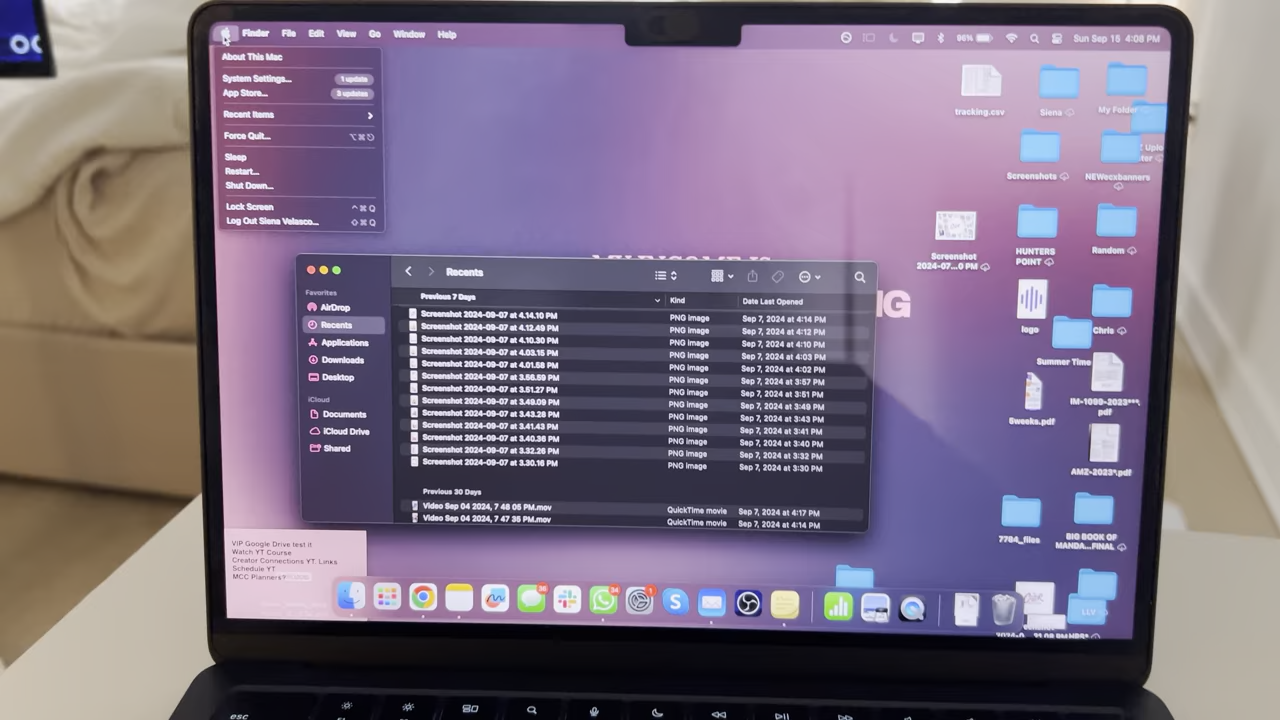 Finder File Edit View Go Window Help
96% Sun Sep 15 4:08 PM
About This Mac
System Settings... 1 update
App Store... 3 updates
Recent Items
Force Quit...
Sleep
Restart...
Shut Down...
Lock Screen ^⌘Q
Log Out Siena Velasco... ⇧⌘Q
tracking.csv
Siena
My Folder
Screenshots
NEWecxbanners
Screenshot
2024-07...0 PM
HUNTERS
POINT
Random
logo
Chris
Summer Time
IM-1099-2023***.
pdf
5weeks.pdf
AMZ-2023*.pdf
7784_files
BIG BOOK OF
MANDA...FINAL
LLV
Recents
Favorites
AirDrop
Recents
Applications
Downloads
Desktop
iCloud
Documents
iCloud Drive
Shared
Previous 7 Days Kind Date Last Opened
Screenshot 2024-09-07 at 4.14.10 PM PNG image Sep 7, 2024 at 4:14 PM
Screenshot 2024-09-07 at 4.12.49 PM PNG image Sep 7, 2024 at 4:12 PM
Screenshot 2024-09-07 at 4.10.30 PM PNG image Sep 7, 2024 at 4:10 PM
Screenshot 2024-09-07 at 4.03.15 PM PNG image Sep 7, 2024 at 4:03 PM
Screenshot 2024-09-07 at 4.01.58 PM PNG image Sep 7, 2024 at 4:02 PM
Screenshot 2024-09-07 at 3.56.59 PM PNG image Sep 7, 2024 at 3:57 PM
Screenshot 2024-09-07 at 3.51.27 PM PNG image Sep 7, 2024 at 3:51 PM
Screenshot 2024-09-07 at 3.49.09 PM PNG image Sep 7, 2024 at 3:49 PM
Screenshot 2024-09-07 at 3.43.28 PM PNG image Sep 7, 2024 at 3:43 PM
Screenshot 2024-09-07 at 3.41.43 PM PNG image Sep 7, 2024 at 3:41 PM
Screenshot 2024-09-07 at 3.40.36 PM PNG image Sep 7, 2024 at 3:40 PM
Screenshot 2024-09-07 at 3.32.26 PM PNG image Sep 7, 2024 at 3:32 PM
Screenshot 2024-09-07 at 3.30.16 PM PNG image Sep 7, 2024 at 3:30 PM
Previous 30 Days
Video Sep 04 2024, 7 48 05 PM.mov QuickTime movie Sep 7, 2024 at 4:17 PM
Video Sep 04 2024, 7 47 35 PM.mov QuickTime movie Sep 7, 2024 at 4:14 PM
VIP Google Drive test it
Watch YT Course
Creator Connections YT Links
Schedule YT
MCC Planners?
esc